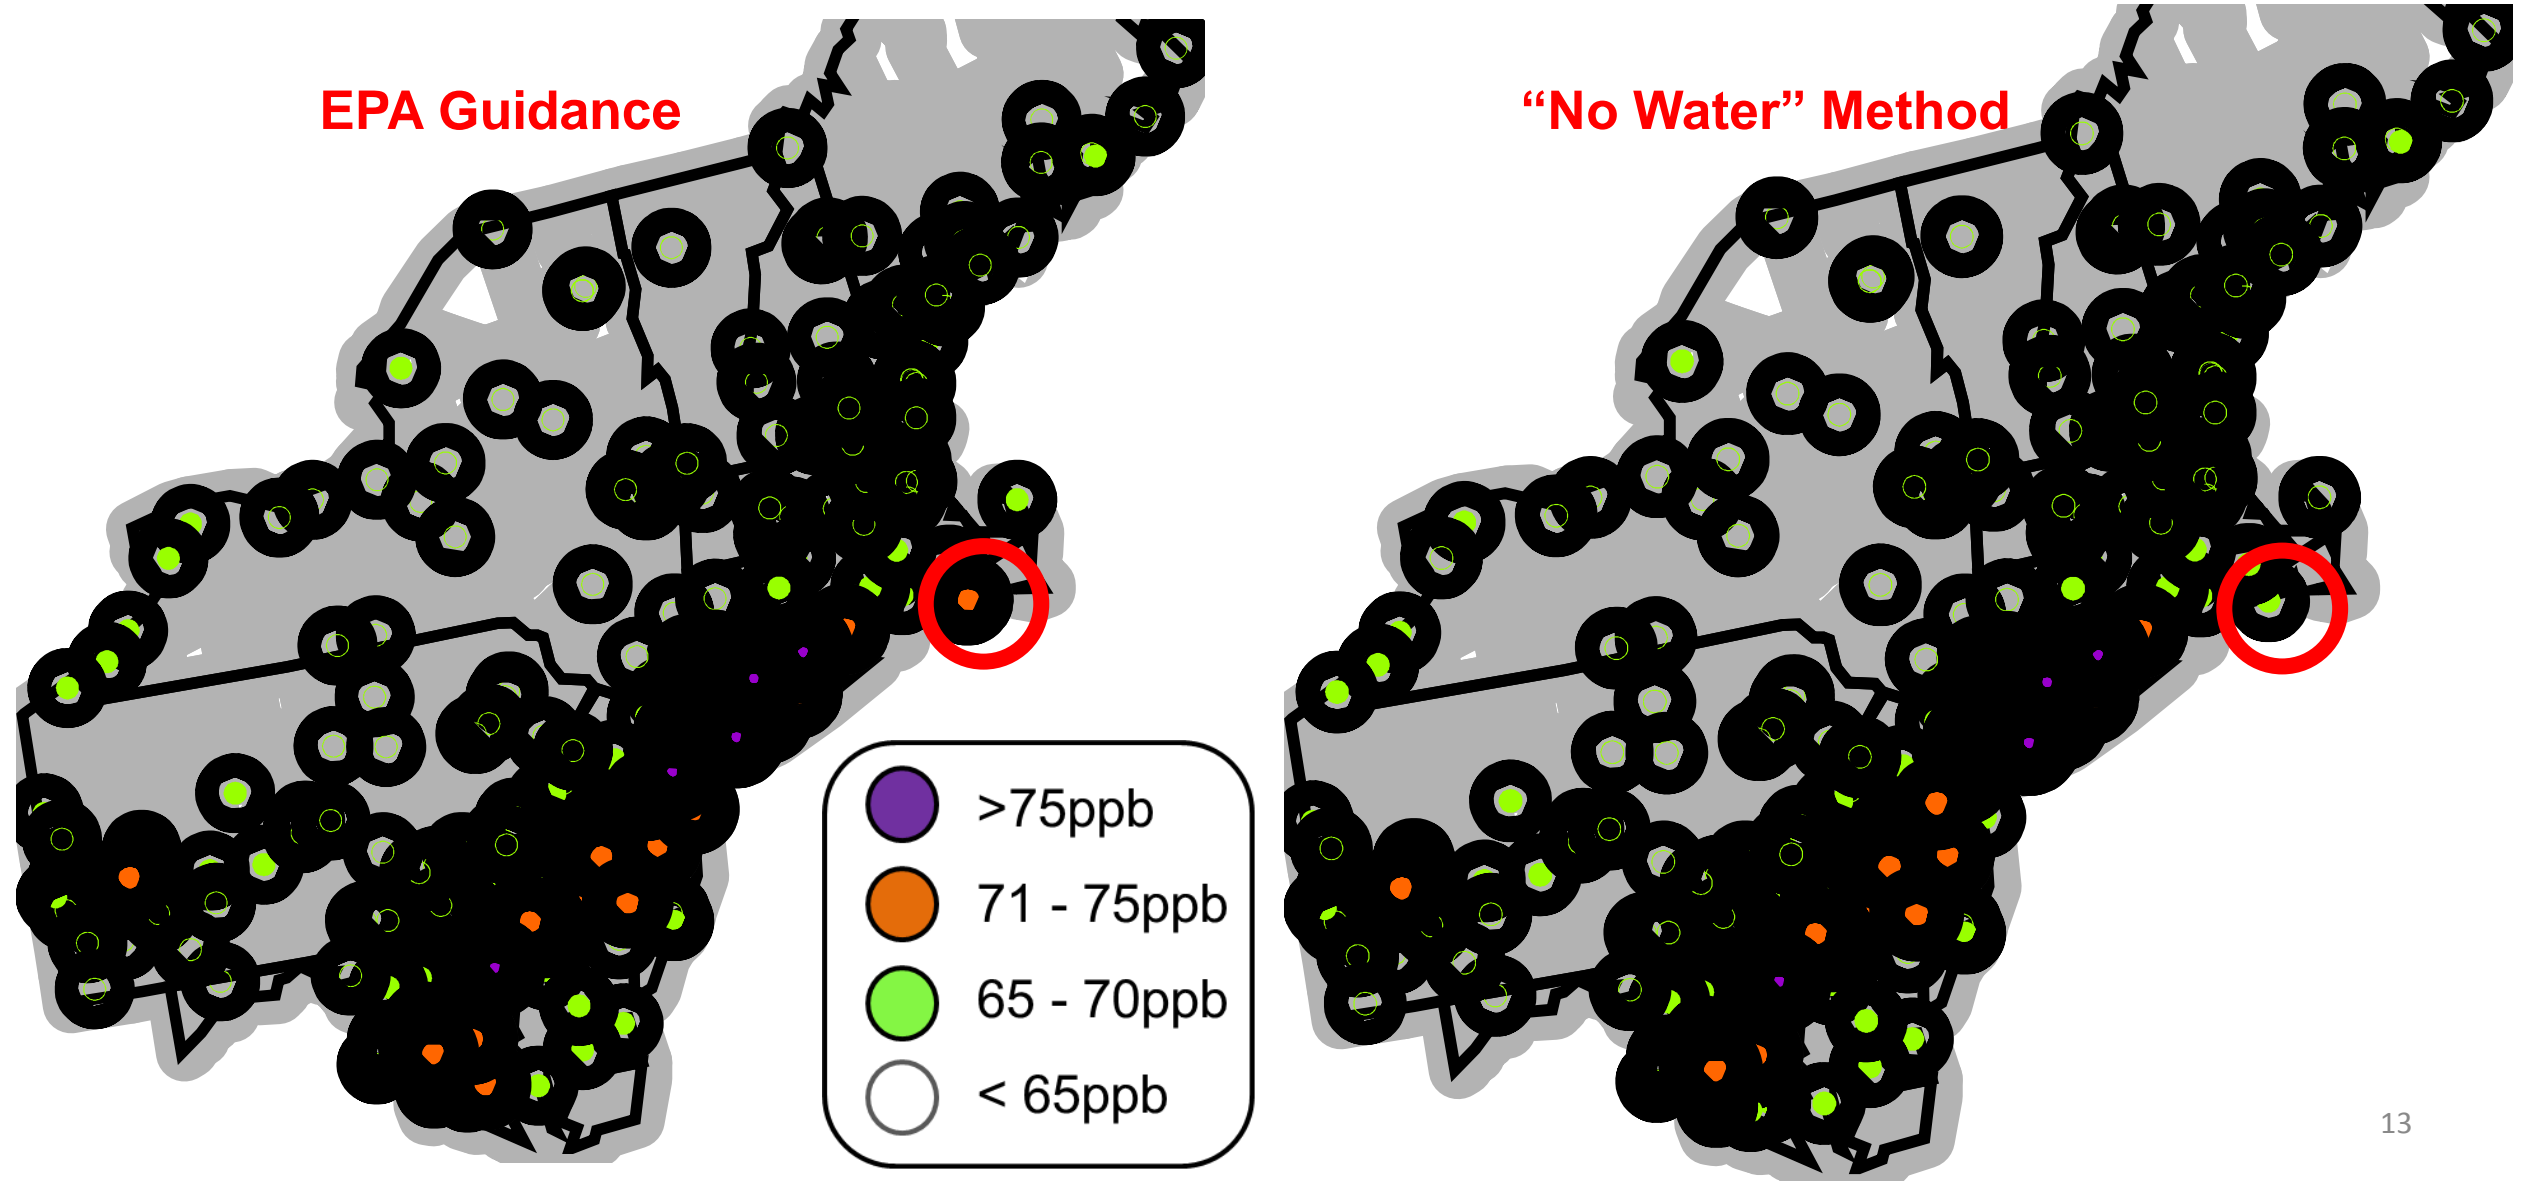 EPA Guidance
“No Water” Method
>75ppb
71 - 75ppb
65 - 70ppb
< 65ppb
13